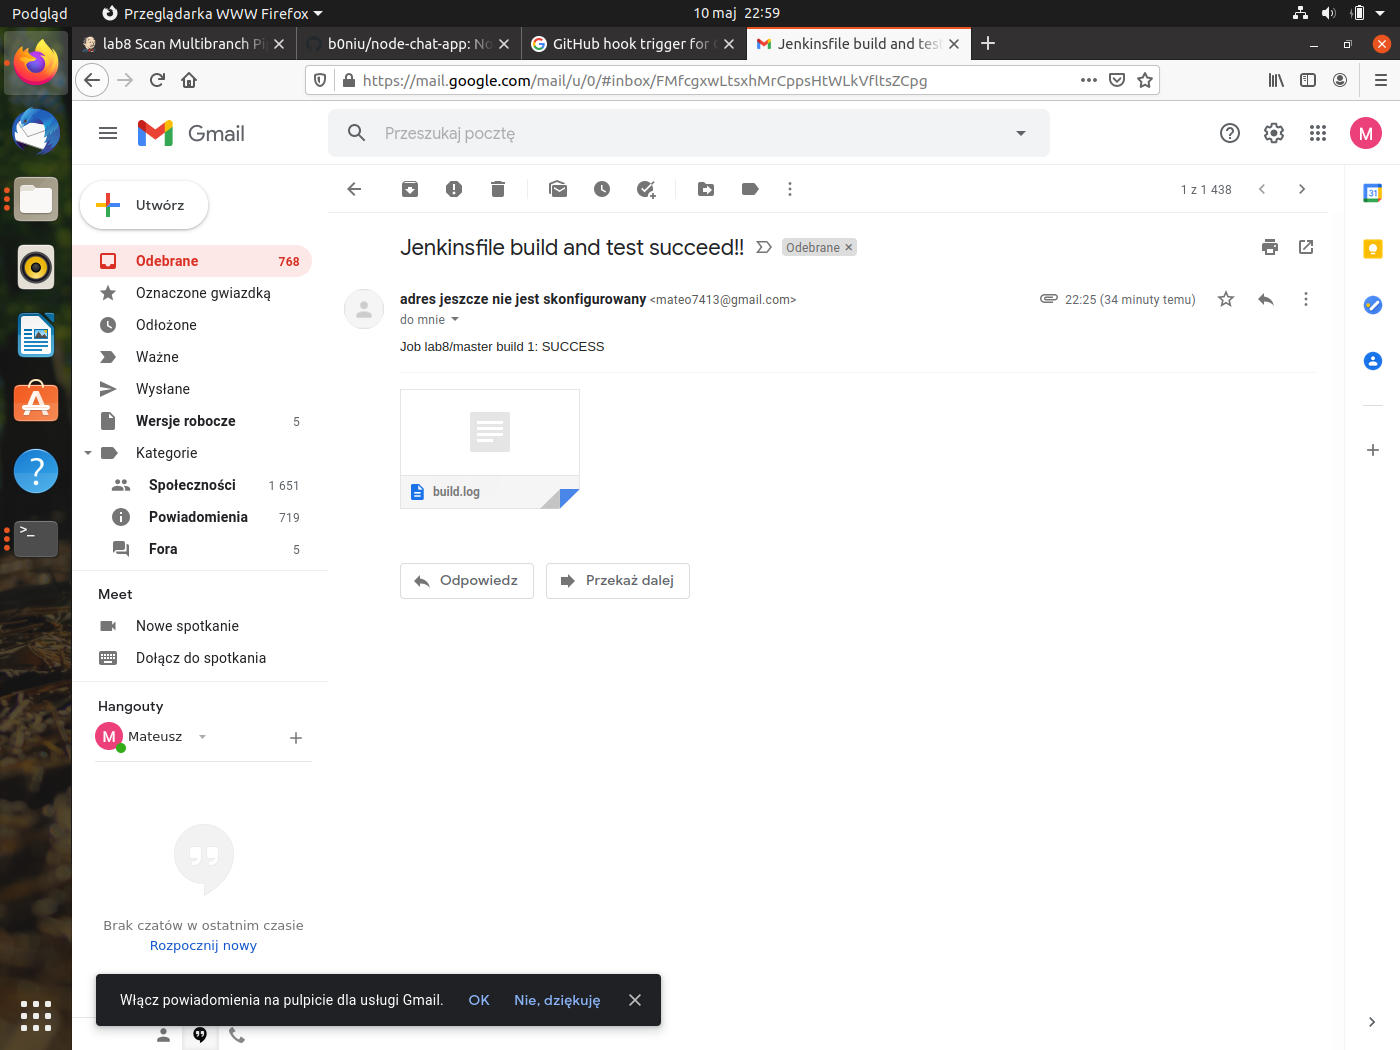 Podgląd
Przeglądarka WWW Firefox
10 maj 22:59
lab8 Scan Multibranch Pi
b0niu/node-chat-app: No
GitHub hook trigger for
Jenkinsfile build and test
https://mail.google.com/mail/u/0/#inbox/FMfcgxwLtsxhMrCppsHtWLkVfltsZCpg
Gmail
Przeszukaj pocztę
M
Utwórz
1 z 1 438
31
Jenkinsfile build and test succeed!!
Odebrane
Odebrane 768
Oznaczone gwiazdką
Odłożone
Ważne
Wysłane
Wersje robocze 5
Kategorie
Społeczności 1 651
Powiadomienia 719
Fora 5
adres jeszcze nie jest skonfigurowany <mateo7413@gmail.com>
22:25 (34 minuty temu)
do mnie
Job lab8/master build 1: SUCCESS
build.log
Odpowiedz
Przekaż dalej
Meet
Nowe spotkanie
Dołącz do spotkania
Hangouty
M
Mateusz
Brak czatów w ostatnim czasie
Rozpocznij nowy
Włącz powiadomienia na pulpicie dla usługi Gmail.
OK
Nie, dziękuję